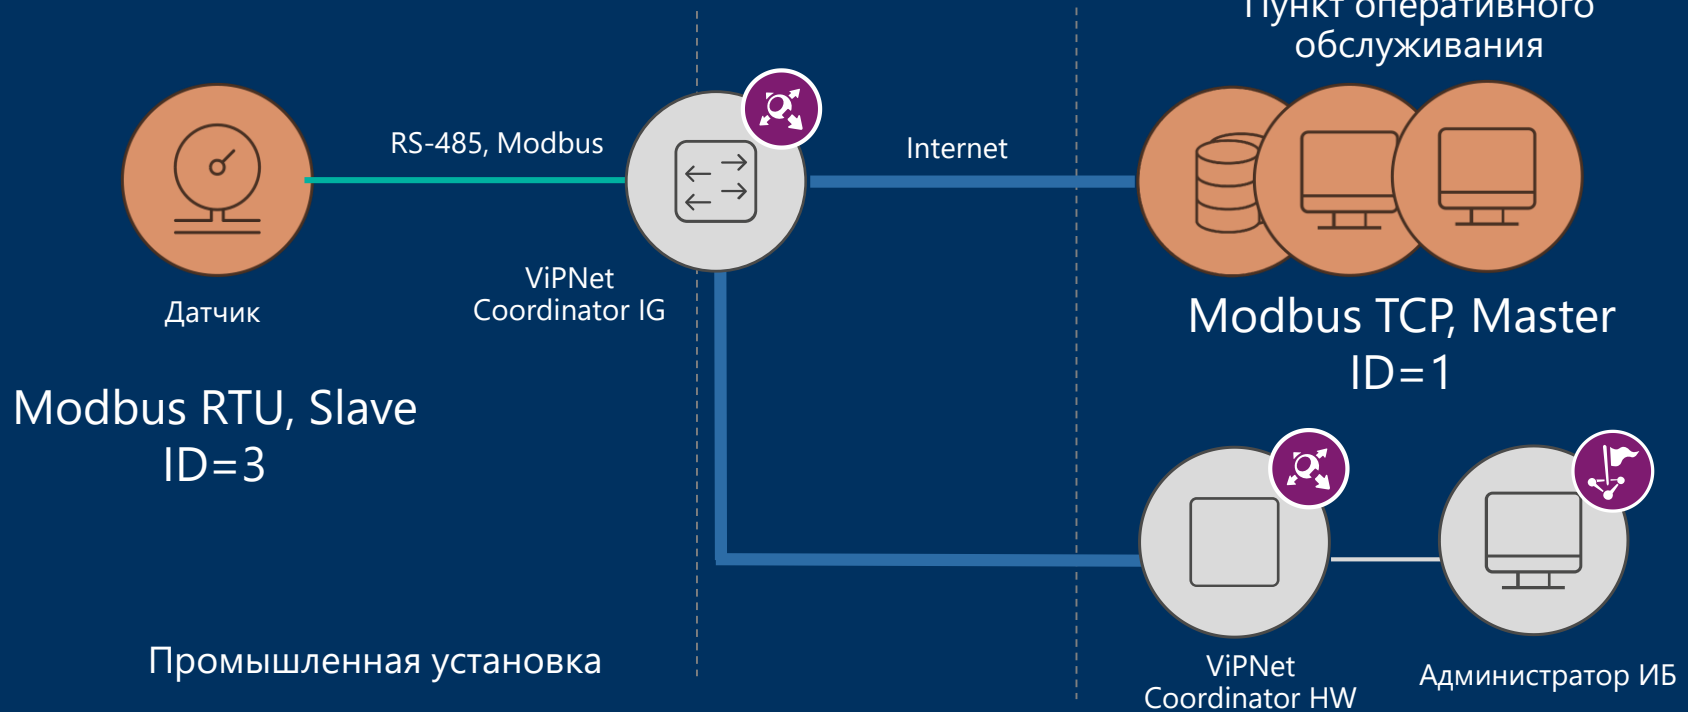 Пункт оперативного
обслуживания
RS-485, Modbus
Internet
ViPNet
Coordinator IG
Датчик
Modbus TCP, Master
ID=1
Modbus RTU, Slave
ID=3
Промышленная установка
ViPNet
Coordinator HW
Администратор ИБ